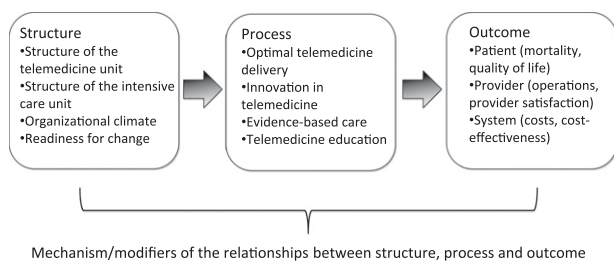 Structure
•Structure of the
telemedicine unit
•Structure of the intensive
care unit
•Organizational climate
•Readiness for change
Process
•Optimal telemedicine
delivery
•Innovation in
telemedicine
•Evidence-based care
•Telemedicine education
Outcome
•Patient (mortality,
quality of life)
•Provider (operations,
provider satisfaction)
•System (costs, cost-
effectiveness)
Mechanism/modifiers of the relationships between structure, process and outcome